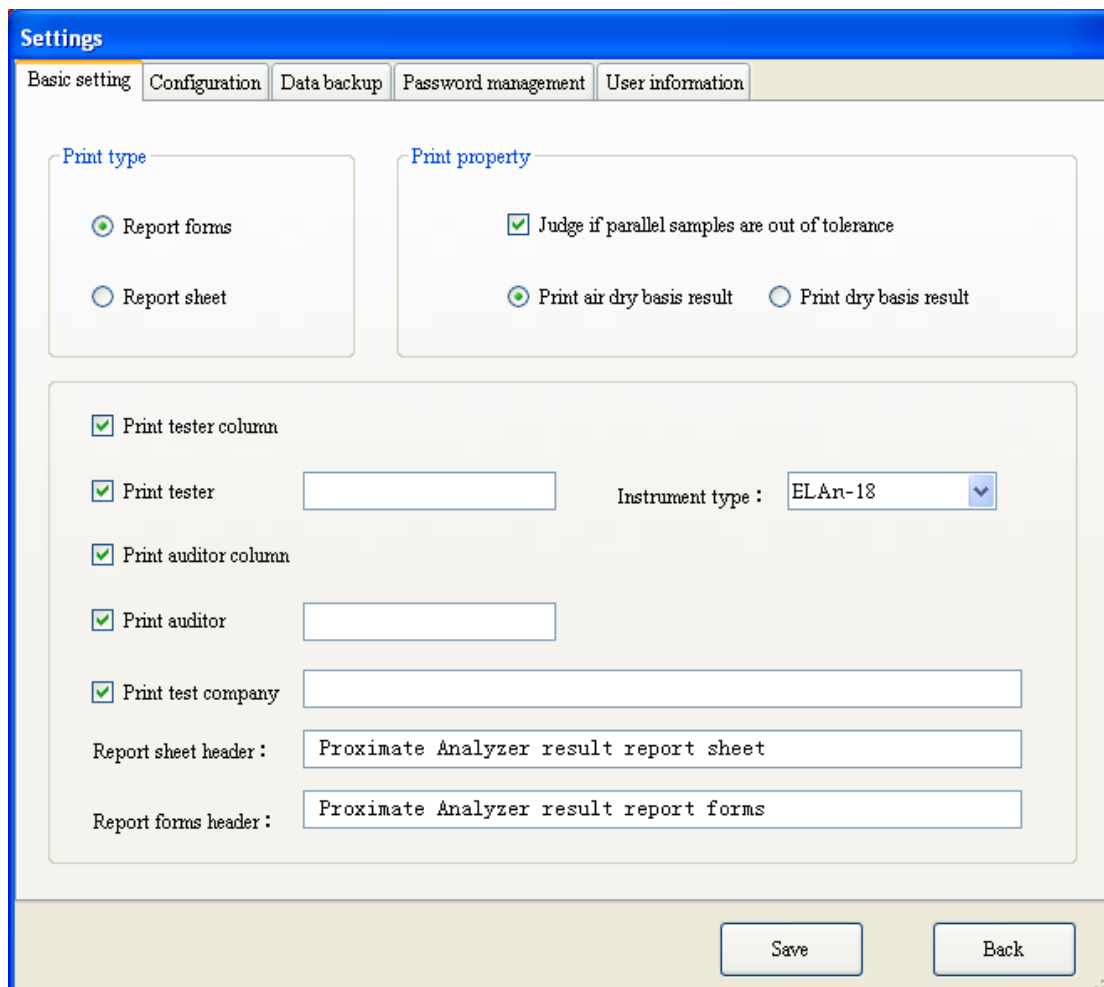 Settings
Basic setting Configuration Data backup Password management User information
Print type Print property
Report forms Judge if parallel samples are out of tolerance
Report sheet Print air dry basis result Print dry basis result
Print tester column
Print tester Instrument type : ELAn-18
Print auditor column
Print auditor
Print test company
Report sheet header : Proximate Analyzer result report sheet
Report forms header : Proximate Analyzer result report forms
Save Back